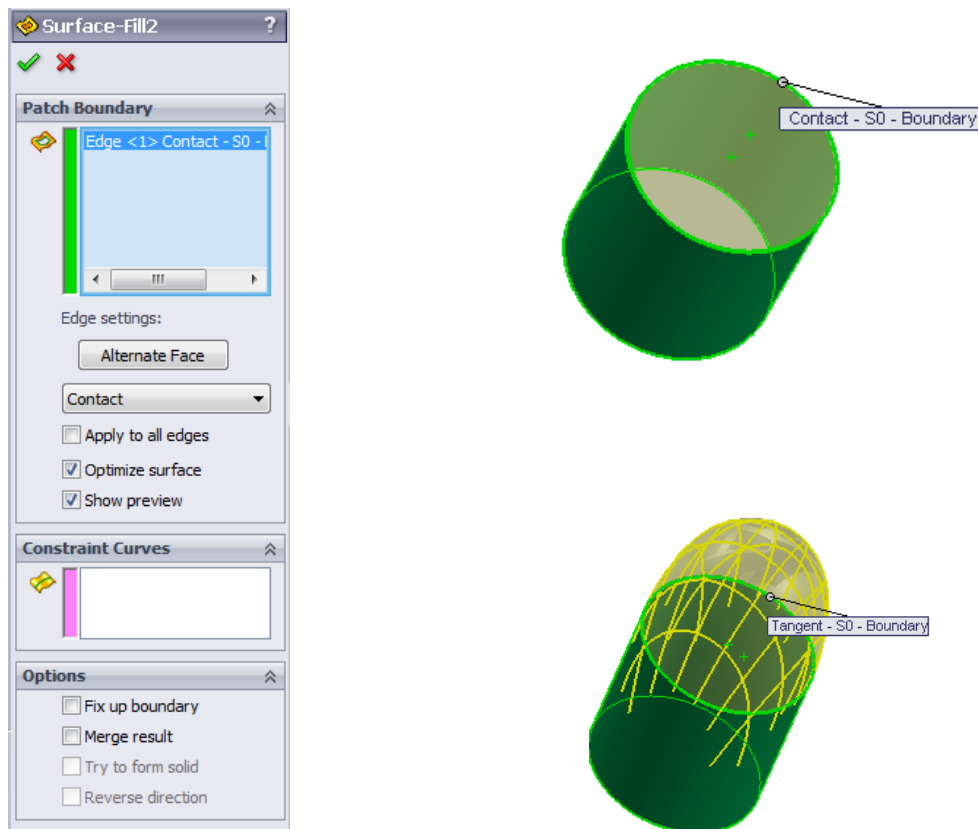 Surface-Fill2 ?
Patch Boundary
Edge <1> Contact - S0 -
Edge settings:
Alternate Face
Contact
Apply to all edges
Optimize surface
Show preview
Constraint Curves
Options
Fix up boundary
Merge result
Try to form solid
Reverse direction
Contact - S0 - Boundary
Tangent - S0 - Boundary